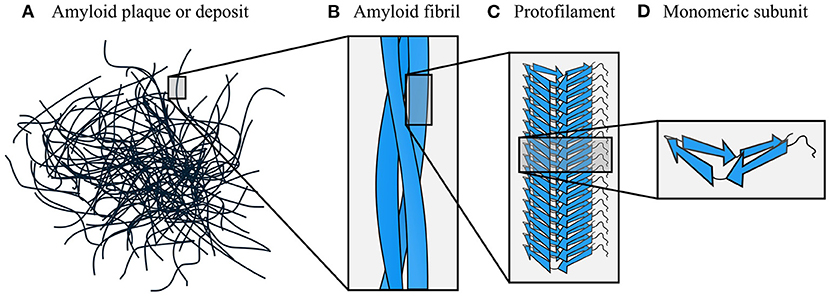 A Amyloid plaque or deposit
B Amyloid fibril
C Protofilament
D Monomeric subunit